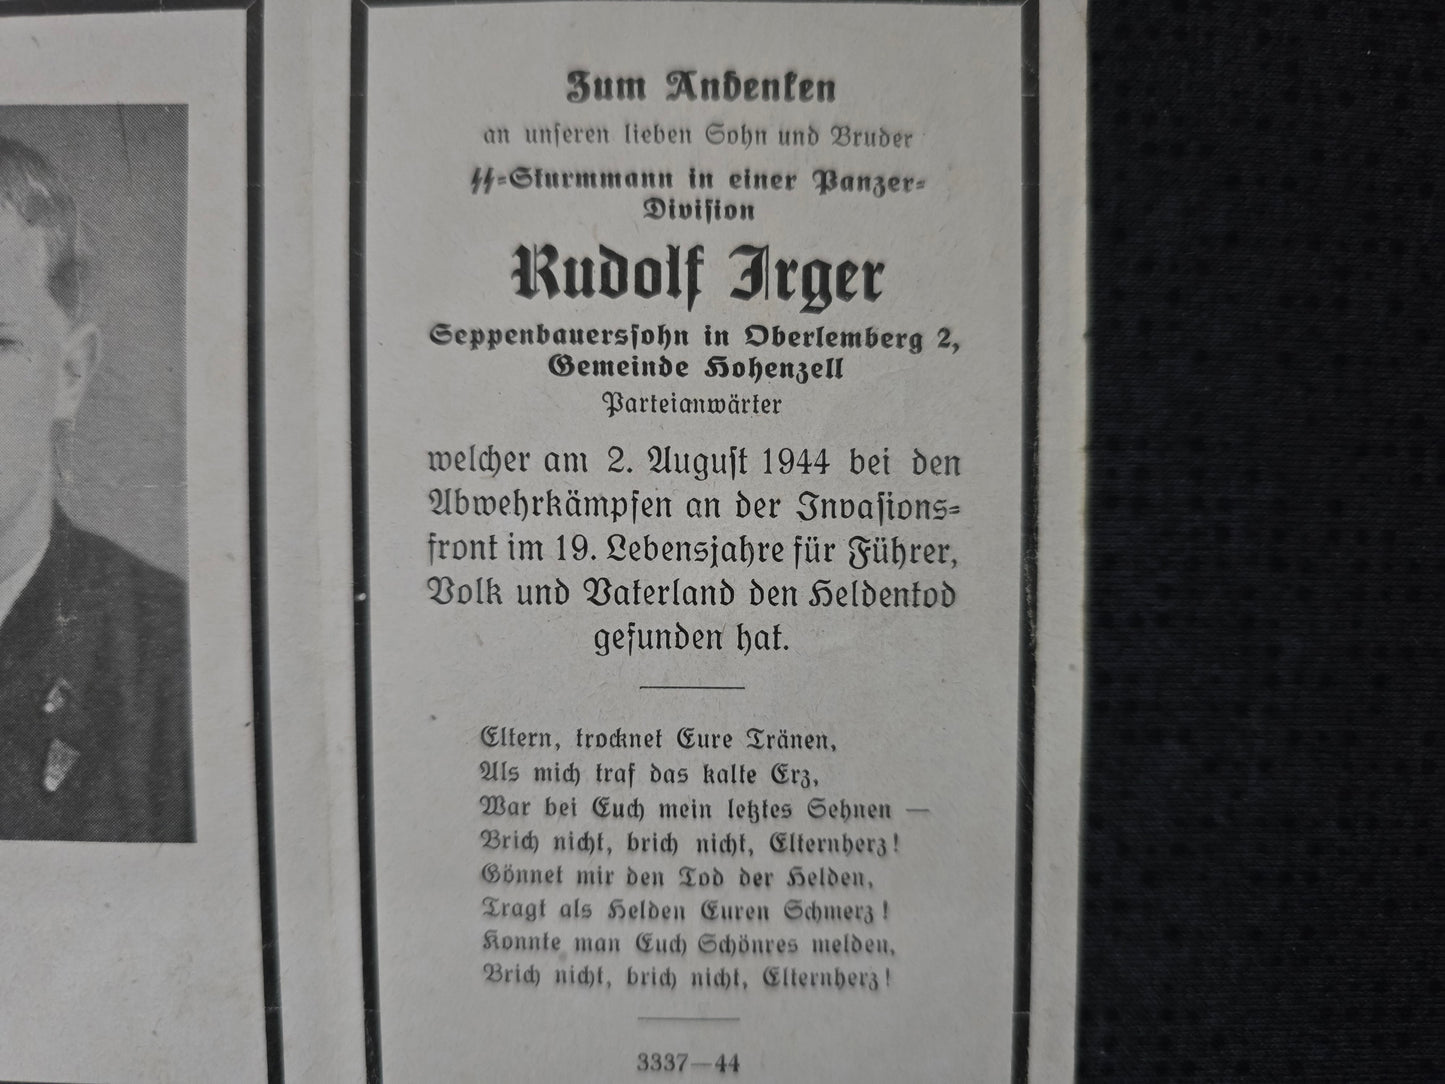 Zum Andenken
an unseren lieben Sohn und Bruder
SS-Sturmmann in einer Panzer-
Division
Rudolf Irger
Seppenbauerssohn in Oberlemberg 2,
Gemeinde Hohenzell
Parteianwärter
welcher am 2. August 1944 bei den
Abwehrkämpfen an der Invasions-
front im 19. Lebensjahre für Führer,
Volk und Vaterland den Heldentod
gefunden hat.
Eltern, trocknet Eure Tränen,
Als mich traf das kalte Erz,
War bei Euch mein letztes Sehnen —
Brich nicht, brich nicht, Elternherz!
Gönnet mir den Tod der Helden,
Tragt als Helden Euren Schmerz!
Konnte man Euch Schönres melden,
Brich nicht, brich nicht, Elternherz!
3337—44